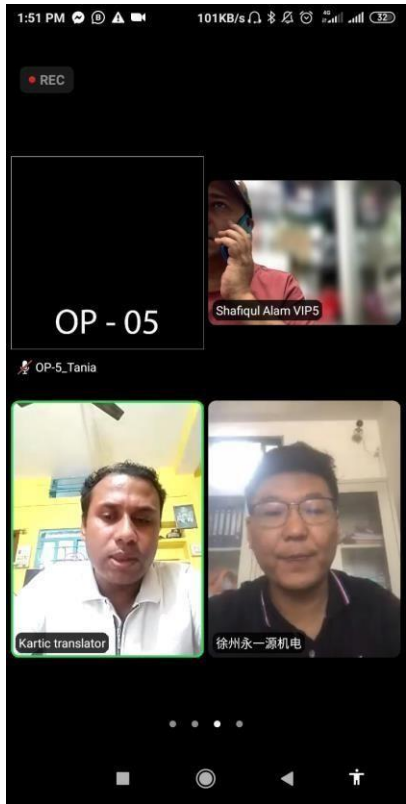 1:51 PM 101KB/s 4G 32
REC
OP - 05
OP-5_Tania
Shafiqul Alam VIP5
Kartic translator
徐州永一源机电